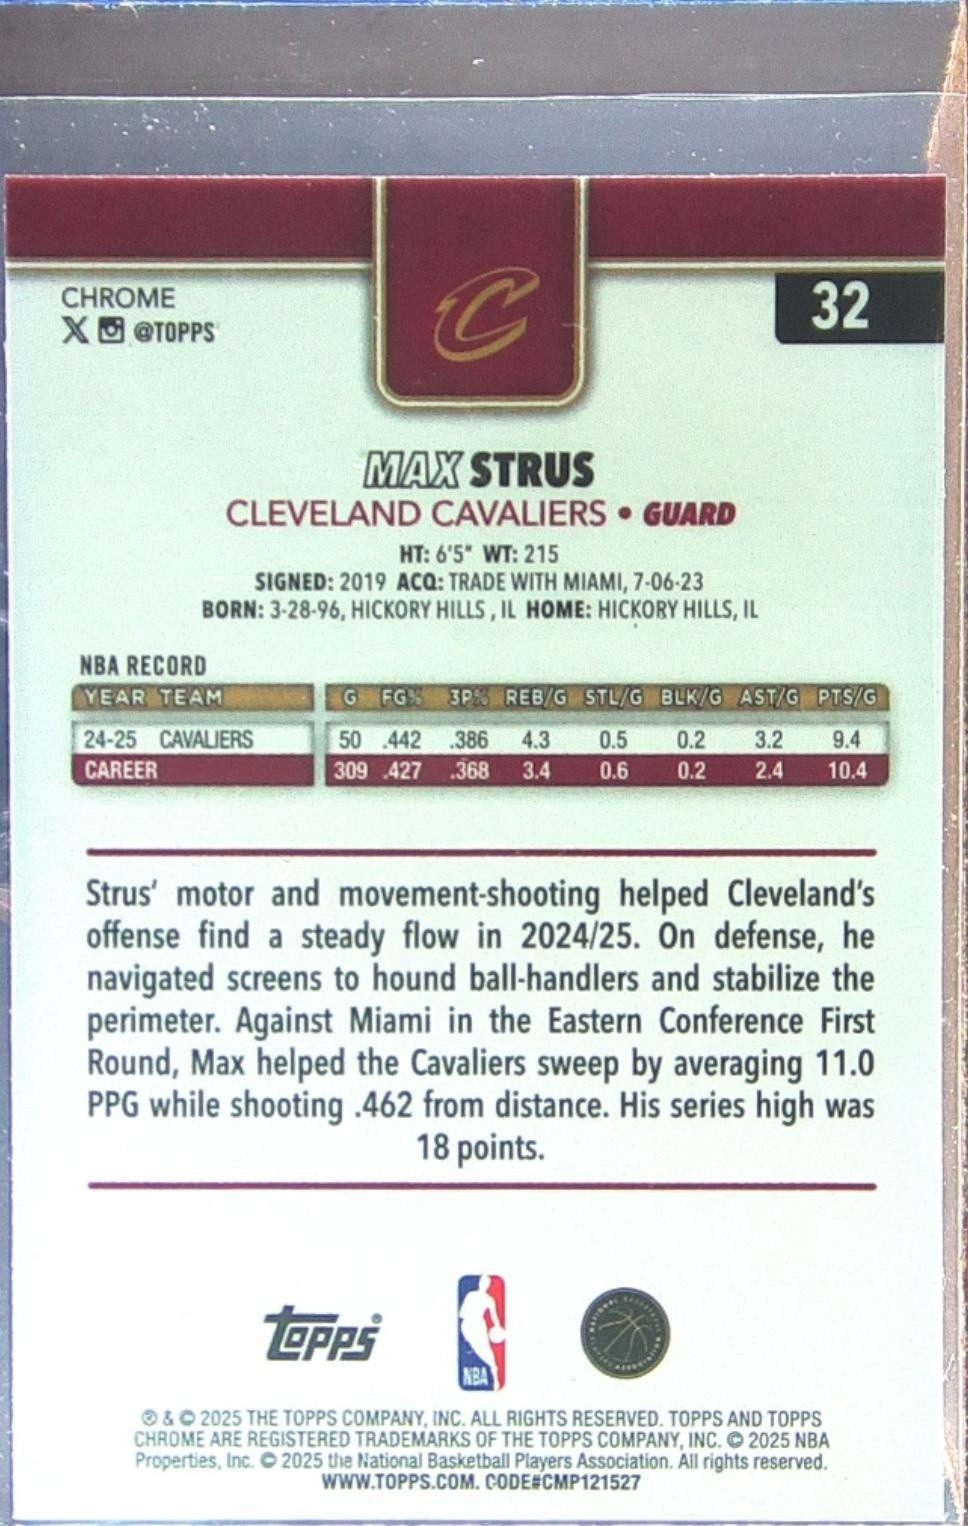 CHROME
32
X @TOPPS
MAX STRUS
CLEVELAND CAVALIERS • GUARD
HT: 6'5" WT: 215
SIGNED: 2019 ACQ: TRADE WITH MIAMI, 7-06-23
BORN: 3-28-96, HICKORY HILLS , IL HOME: HICKORY HILLS, IL
NBA RECORD
YEAR TEAM G FG% 3P% REB/G STL/G BLK/G AST/G PTS/G
24-25 CAVALIERS 50 .442 .386 4.3 0.5 0.2 3.2 9.4
CAREER 309 .427 .368 3.4 0.6 0.2 2.4 10.4
Strus' motor and movement-shooting helped Cleveland's
offense find a steady flow in 2024/25. On defense, he
navigated screens to hound ball-handlers and stabilize the
perimeter. Against Miami in the Eastern Conference First
Round, Max helped the Cavaliers sweep by averaging 11.0
PPG while shooting .462 from distance. His series high was
18 points.
Topps®
NBA
® & © 2025 THE TOPPS COMPANY, INC. ALL RIGHTS RESERVED. TOPPS AND TOPPS
CHROME ARE REGISTERED TRADEMARKS OF THE TOPPS COMPANY, INC. © 2025 NBA
Properties, Inc. © 2025 the National Basketball Players Association. All rights reserved.
WWW.TOPPS.COM. CODE#CMP121527